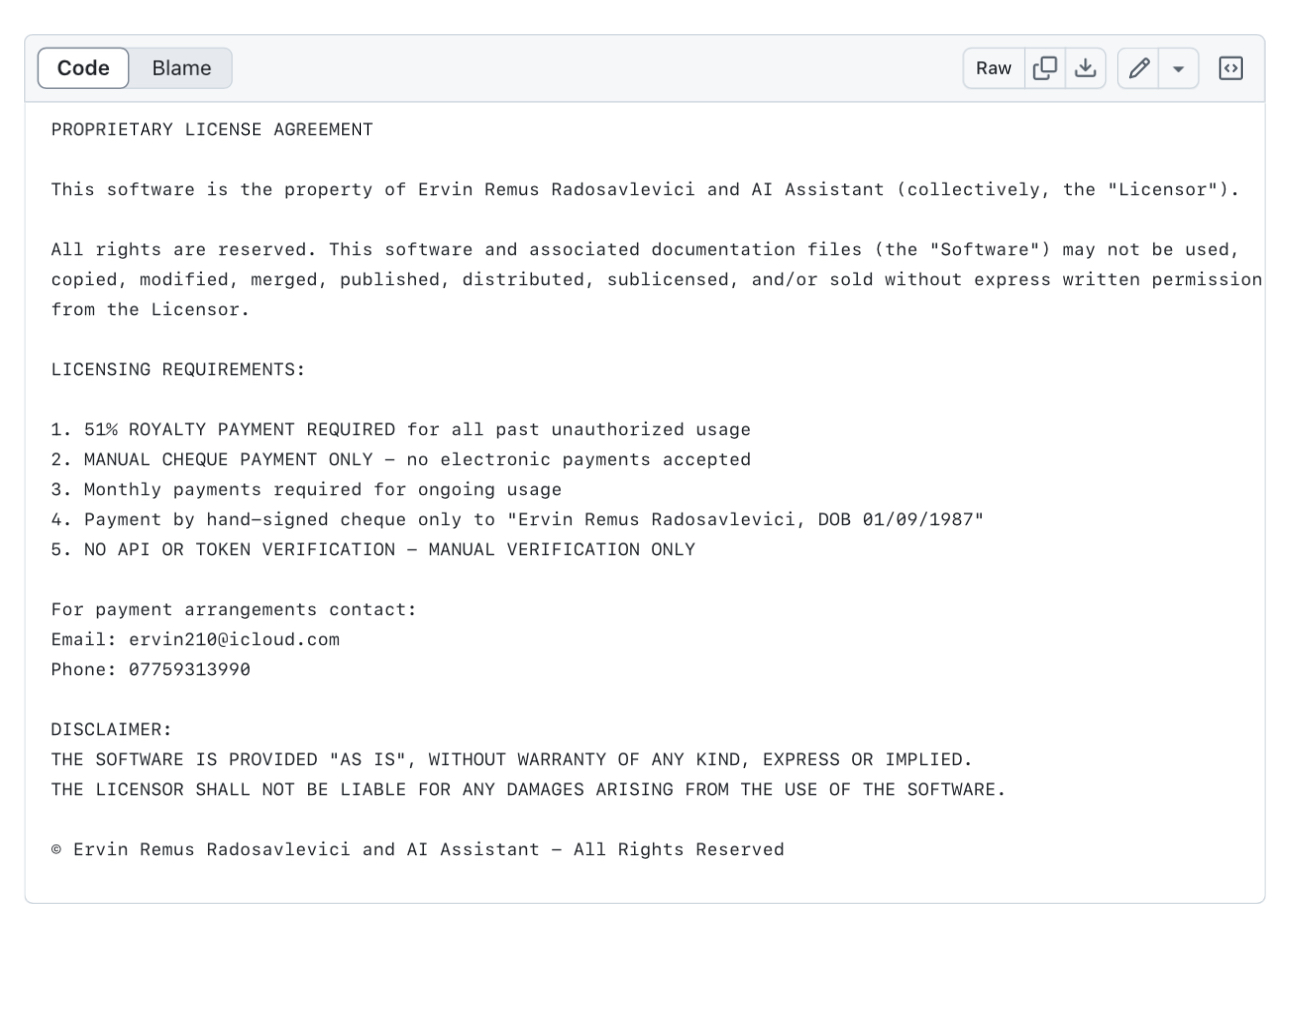 Code Blame Raw
PROPRIETARY LICENSE AGREEMENT
This software is the property of Ervin Remus Radosavlevici and AI Assistant (collectively, the "Licensor").
All rights are reserved. This software and associated documentation files (the "Software") may not be used,
copied, modified, merged, published, distributed, sublicensed, and/or sold without express written permission
from the Licensor.
LICENSING REQUIREMENTS:
1. 51% ROYALTY PAYMENT REQUIRED for all past unauthorized usage
2. MANUAL CHEQUE PAYMENT ONLY – no electronic payments accepted
3. Monthly payments required for ongoing usage
4. Payment by hand–signed cheque only to "Ervin Remus Radosavlevici, DOB 01/09/1987"
5. NO API OR TOKEN VERIFICATION – MANUAL VERIFICATION ONLY
For payment arrangements contact:
Email: ervin210@icloud.com
Phone: 07759313990
DISCLAIMER:
THE SOFTWARE IS PROVIDED "AS IS", WITHOUT WARRANTY OF ANY KIND, EXPRESS OR IMPLIED.
THE LICENSOR SHALL NOT BE LIABLE FOR ANY DAMAGES ARISING FROM THE USE OF THE SOFTWARE.
© Ervin Remus Radosavlevici and AI Assistant – All Rights Reserved